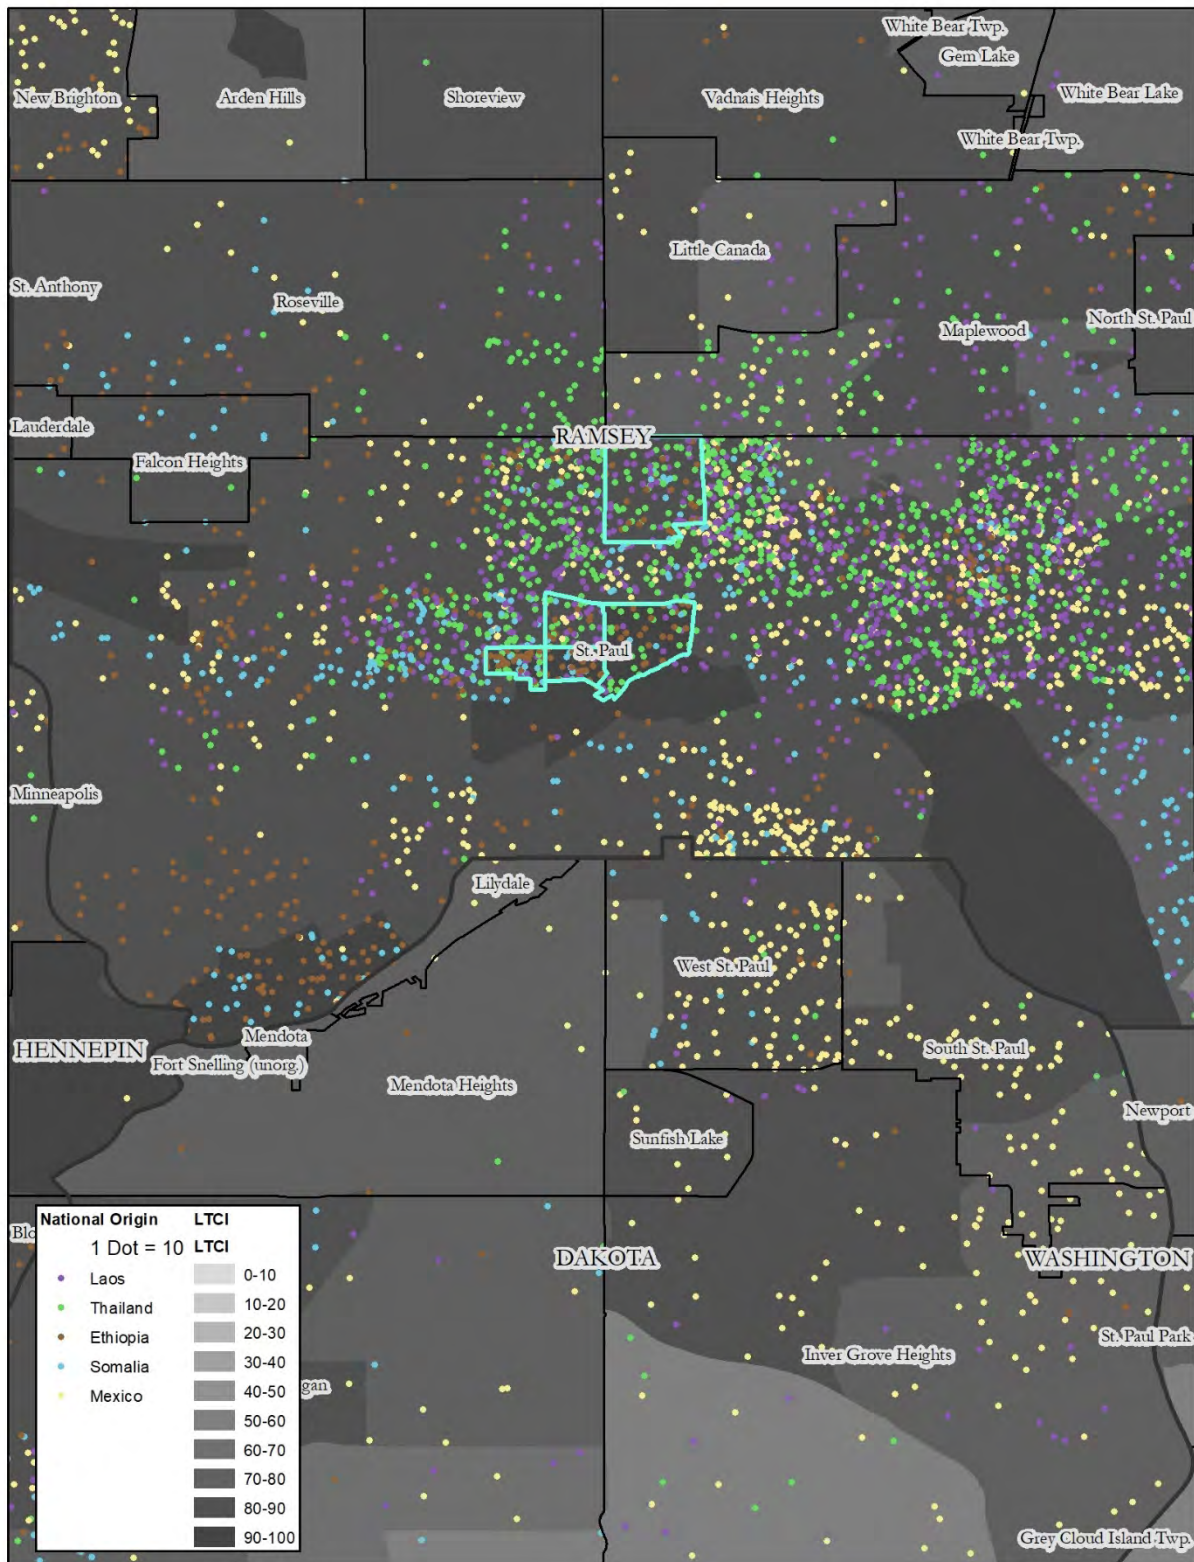 White Bear Twp.
Gem Lake
New Brighton
Arden Hills
Shoreview
Vadnais Heights
White Bear Lake
White Bear Twp.
Little Canada
St. Anthony
Roseville
Maplewood
North St. Paul
Lauderdale
RAMSEY
Falcon Heights
St. Paul
Minneapolis
Lilydale
West St. Paul
Mendota
HENNEPIN
Fort Snelling (unorg.)
South St. Paul
Mendota Heights
Newport
Sunfish Lake
Blo
DAKOTA
WASHINGTON
St. Paul Park
Inver Grove Heights
gan
Grey Cloud Island Twp.
National Origin
1 Dot = 10
Laos
Thailand
Ethiopia
Somalia
Mexico
LTCI
LTCI
0-10
10-20
20-30
30-40
40-50
50-60
60-70
70-80
80-90
90-100